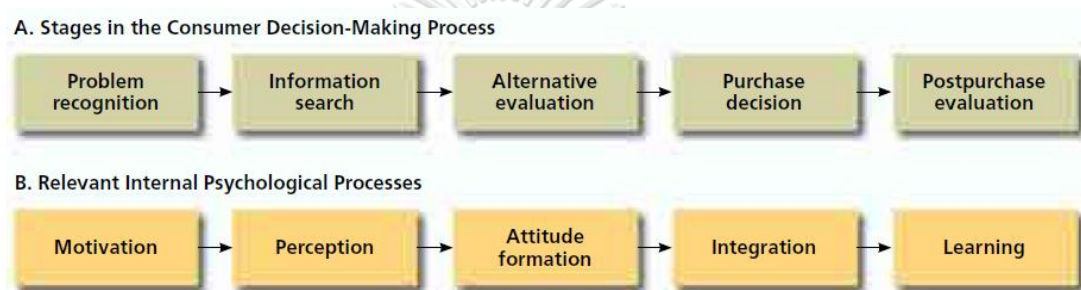 A. Stages in the Consumer Decision-Making Process
Problem
recognition
Information
search
Alternative
evaluation
Purchase
decision
Postpurchase
evaluation
B. Relevant Internal Psychological Processes
Motivation
Perception
Attitude
formation
Integration
Learning